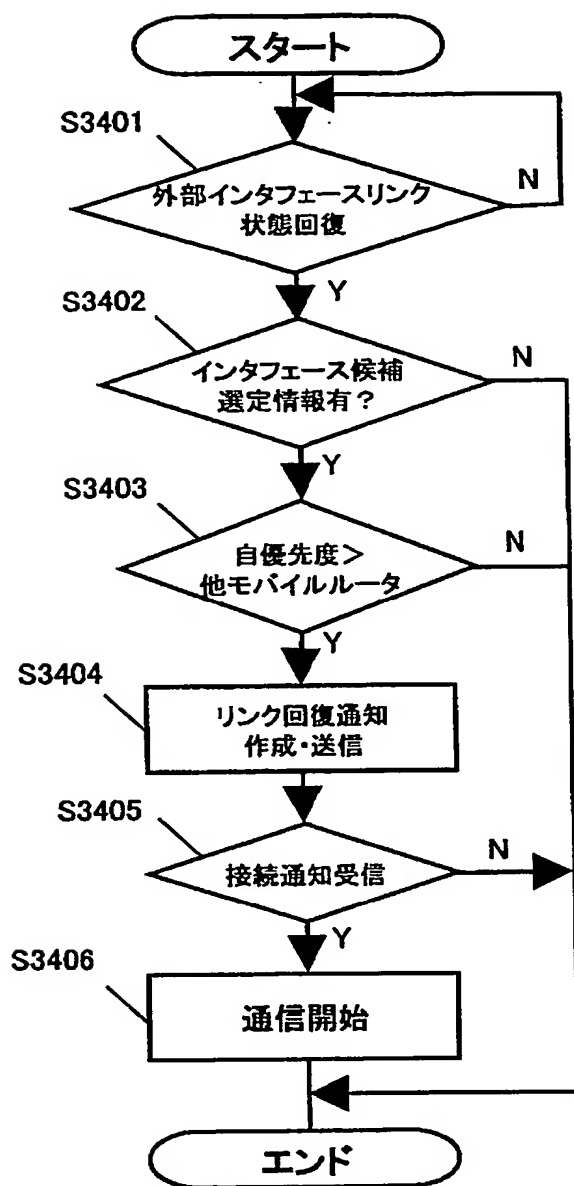 スタート
S3401
外部インタフェースリンク
状態回復
N
Y
S3402
インタフェース候補
選定情報有？
N
Y
S3403
自優先度＞
他モバイルルータ
N
Y
S3404
リンク回復通知
作成・送信
S3405
接続通知受信
N
Y
S3406
通信開始
エンド